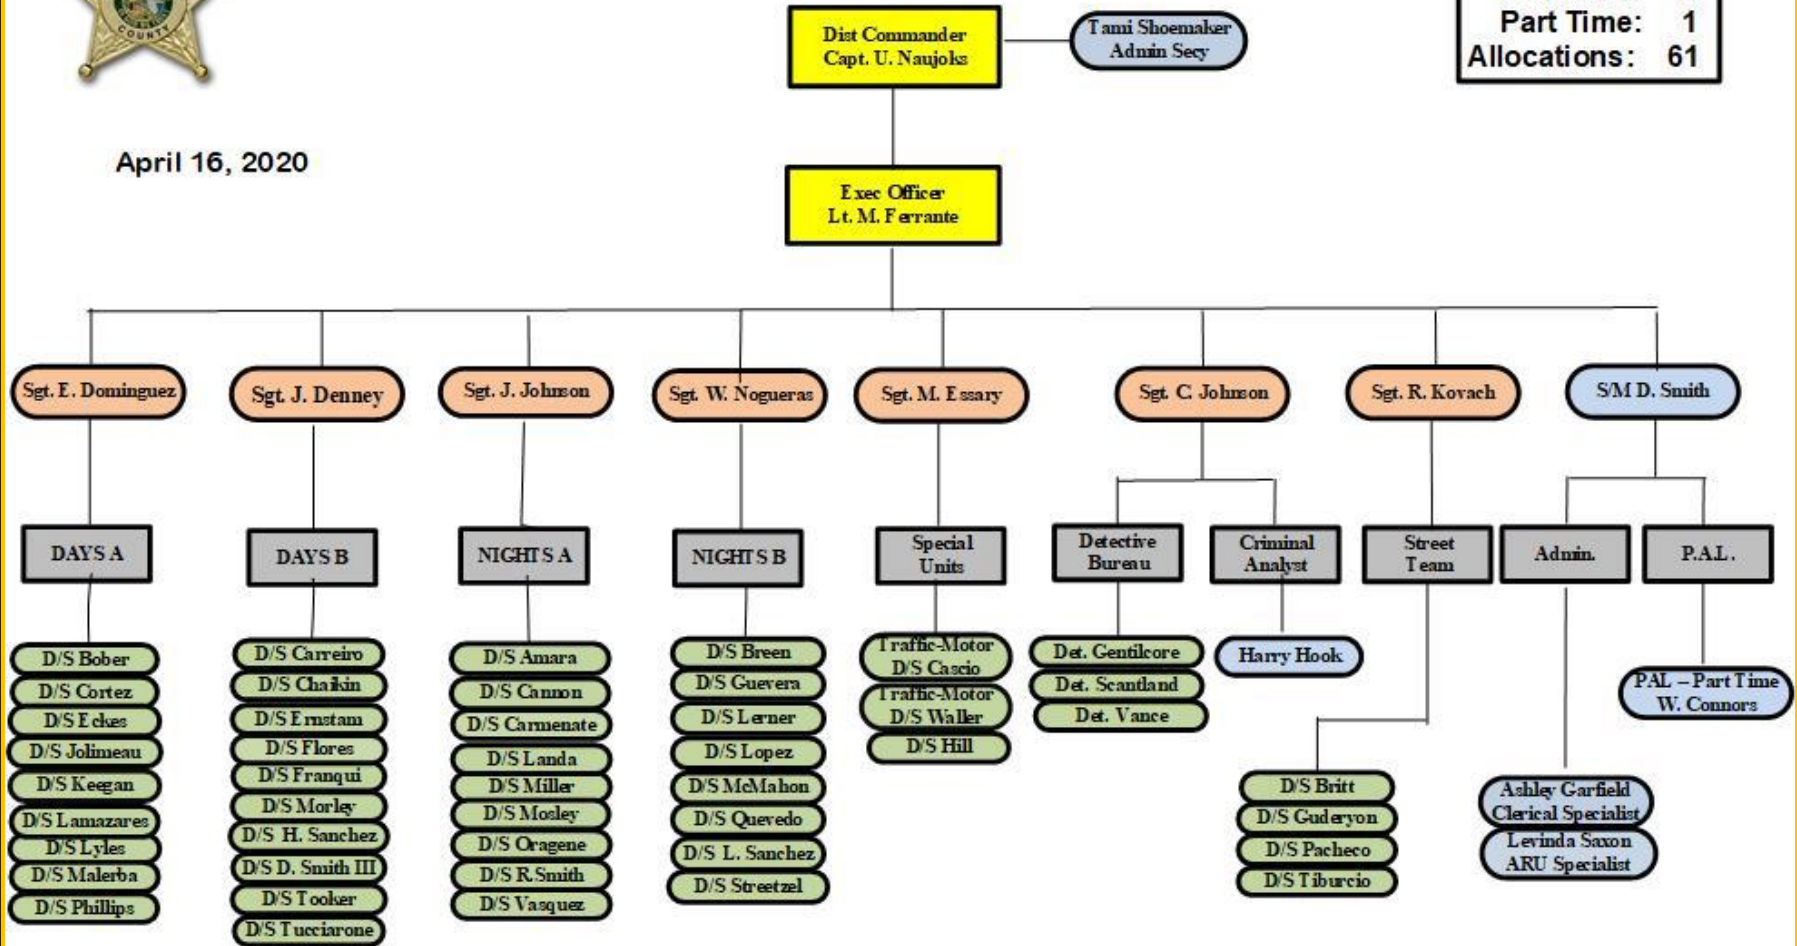 COUNTY
Part Time: 1
Allocations: 61
April 16, 2020
Dist Commander
Capt. U. Naujoks
Tami Shoemaker
Admin Secy
Exec Officer
Lt. M. Ferrante
Sgt. E. Dominguez
Sgt. J. Denney
Sgt. J. Johnson
Sgt. W. Nogueras
Sgt. M. Essary
Sgt. C. Johnson
Sgt. R. Kovach
S/M D. Smith
DAYS A
DAYS B
NIGHTS A
NIGHTS B
Special
Units
Detective
Bureau
Criminal
Analyst
Street
Team
Admin.
P.A.L.
D/S Bober
D/S Cortez
D/S Eckes
D/S Jolimeau
D/S Keegan
D/S Lamazares
D/S Lyles
D/S Malerba
D/S Phillips
D/S Carreiro
D/S Chaikin
D/S Ernstam
D/S Flores
D/S Franqui
D/S Morley
D/S H. Sanchez
D/S D. Smith III
D/S Tooker
D/S Tucciarone
D/S Amara
D/S Cannon
D/S Carmenate
D/S Landa
D/S Miller
D/S Mosley
D/S Oragene
D/S R.Smith
D/S Vasquez
D/S Breen
D/S Guevera
D/S Lerner
D/S Lopez
D/S McMahon
D/S Quevedo
D/S L. Sanchez
D/S Streetzel
Traffic-Motor
D/S Cascio
Traffic-Motor
D/S Waller
D/S Hill
Det. Gentilcore
Det. Scantland
Det. Vance
Harry Hook
D/S Britt
D/S Guderyon
D/S Pacheco
D/S Tiburcio
Ashley Garfield
Clerical Specialist
Levinda Saxon
ARU Specialist
PAL – Part Time
W. Connors